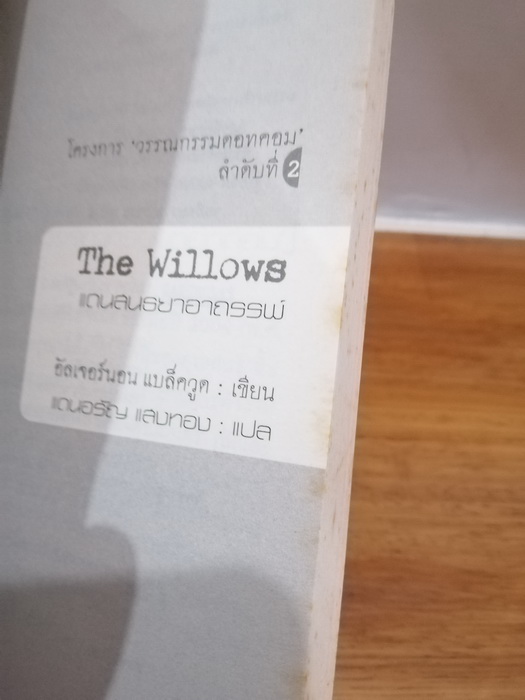 โครงการ 'วรรณกรรมดอทคอม'
ลำดับที่ 2
The Willows
แดนสนธยาอาถรรพ์
อัลเจอร์นอน แบล็ควูด : เขียน
แดนอรัญ แสงทอง : แปล